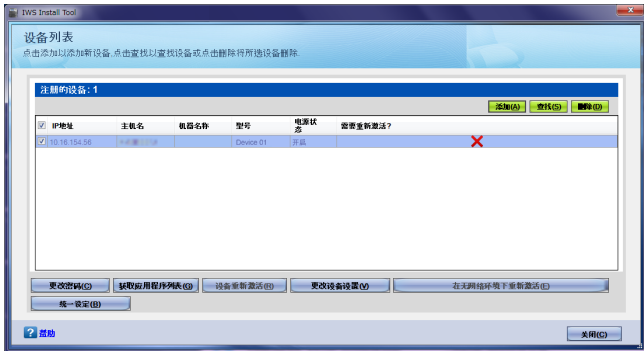 IWS Install Tool
设备列表
点击添加以添加新设备.点击查找以查找设备或点击删除将所选设备删除.
注册的设备: 1
添加(A) 查找(S) 删除(D)
IP地址 主机名 机器名称 型号 电源状态 需要重新激活?
10.16.154.56 Device 01 开启
更改密码(C) 获取应用程序列表(G) 设备重新激活(R) 更改设备设置(V) 在无网络环境下重新激活(E)
统一设定(B)
帮助 关闭(C)